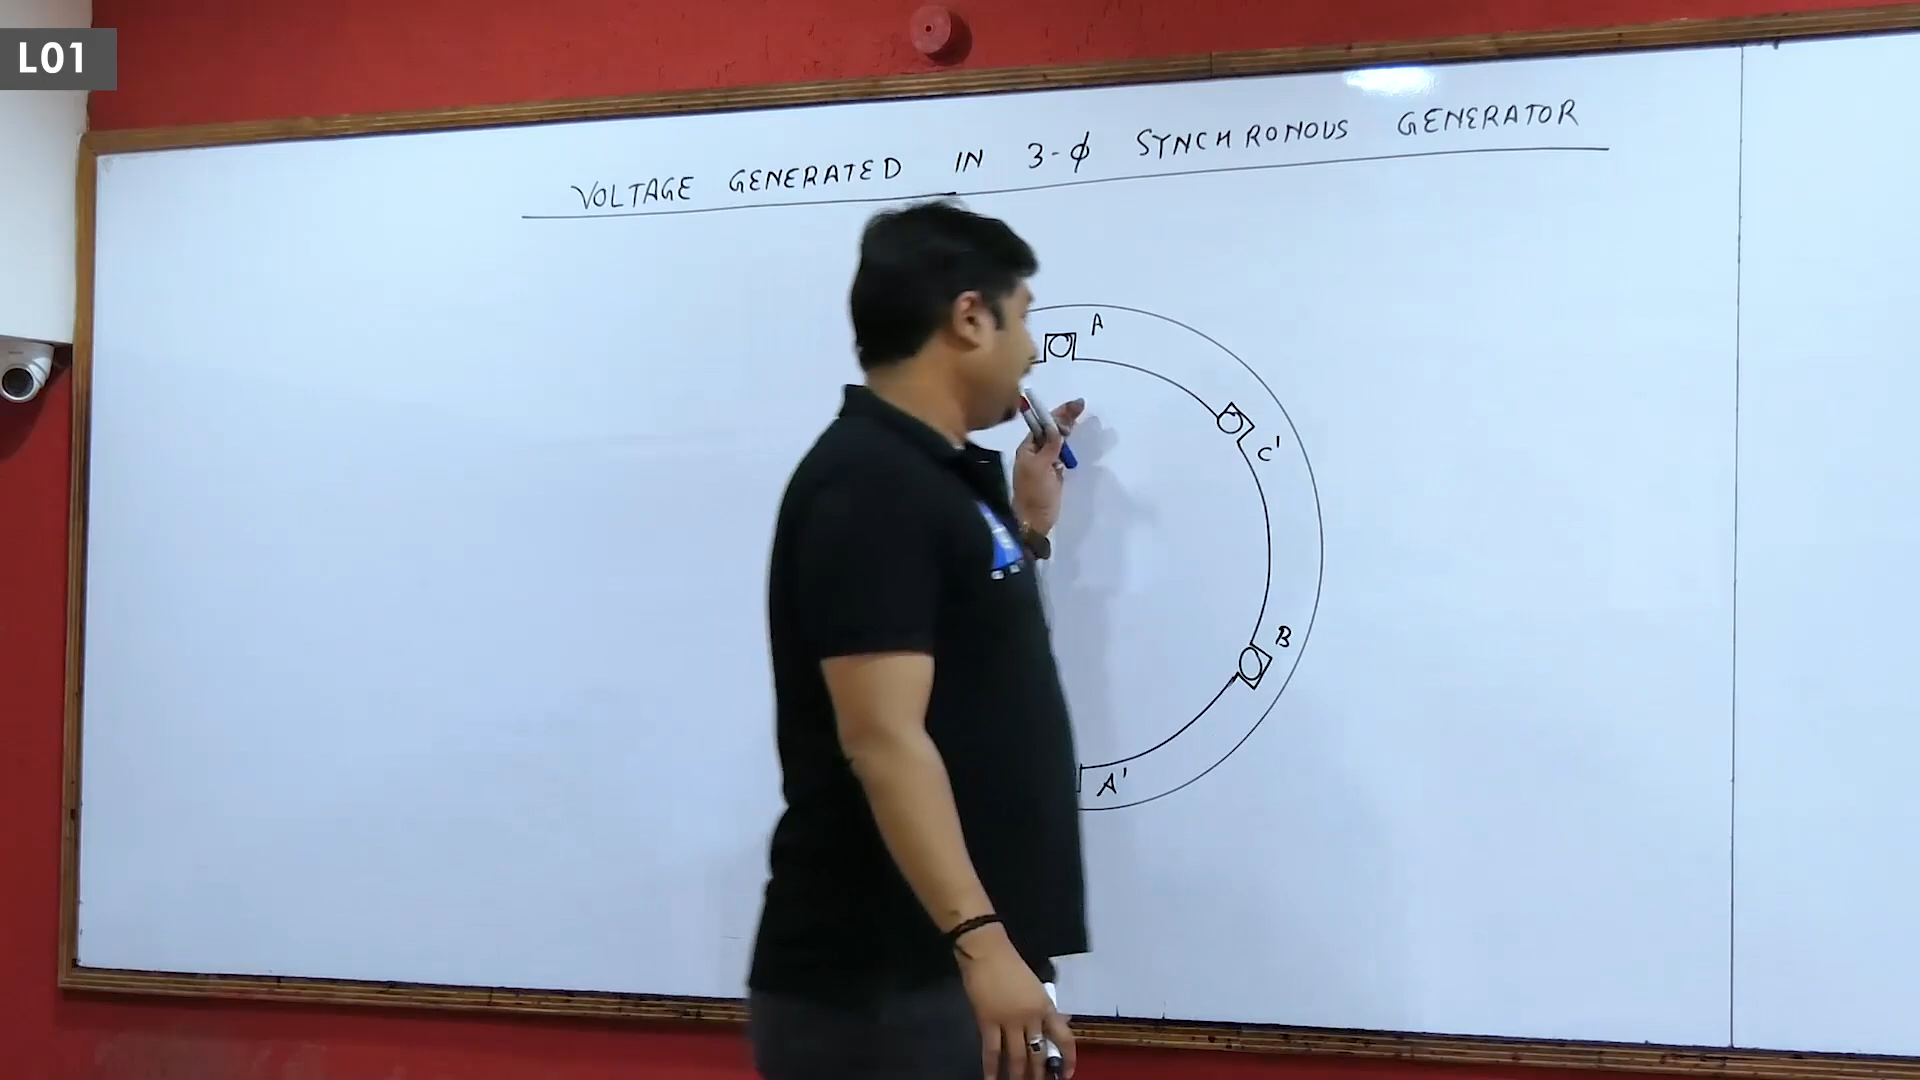 L01
VOLTAGE GENERATED IN 3-ϕ SYNCHRONOUS GENERATOR
A
C'
B
A'